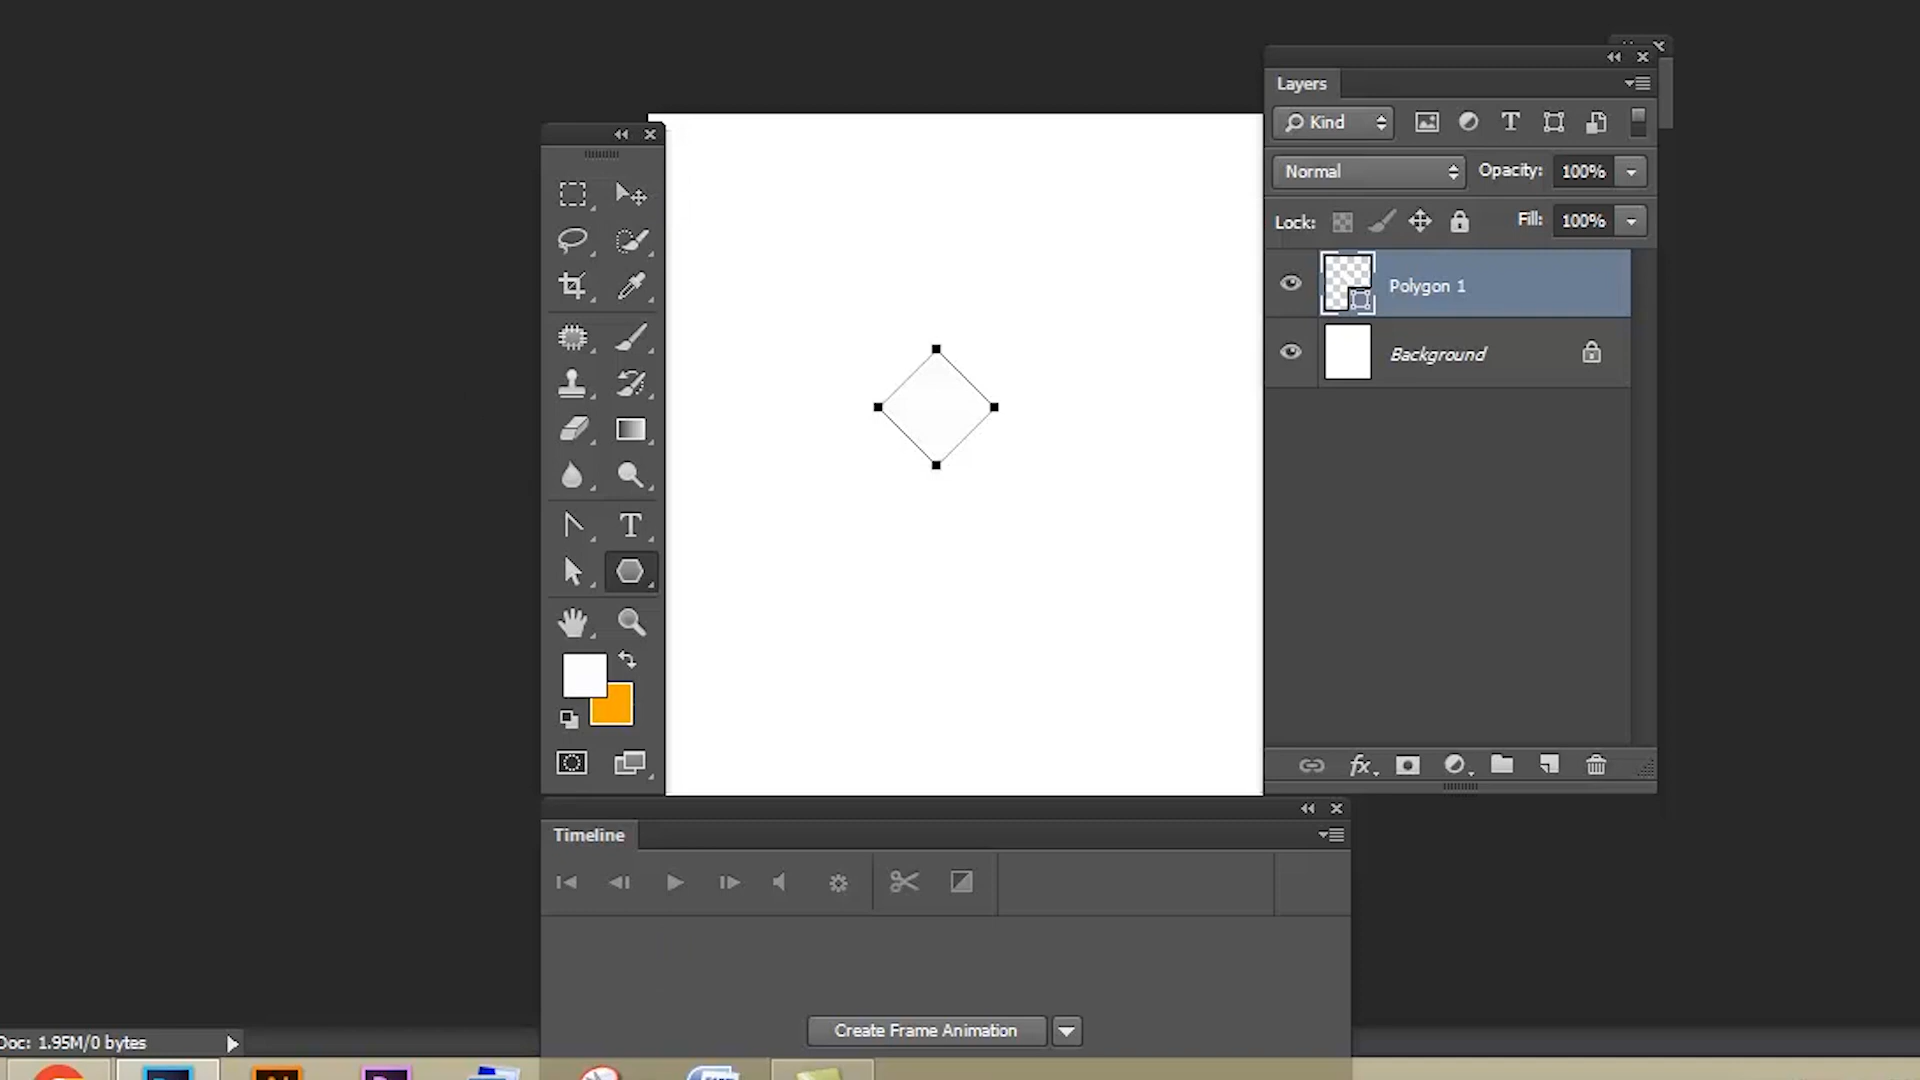 Layers
Kind
T
Normal
Opacity: 100%
Lock:
Fill: 100%
Polygon 1
Background
T
fx
Timeline
Create Frame Animation
Doc: 1.95M/0 bytes